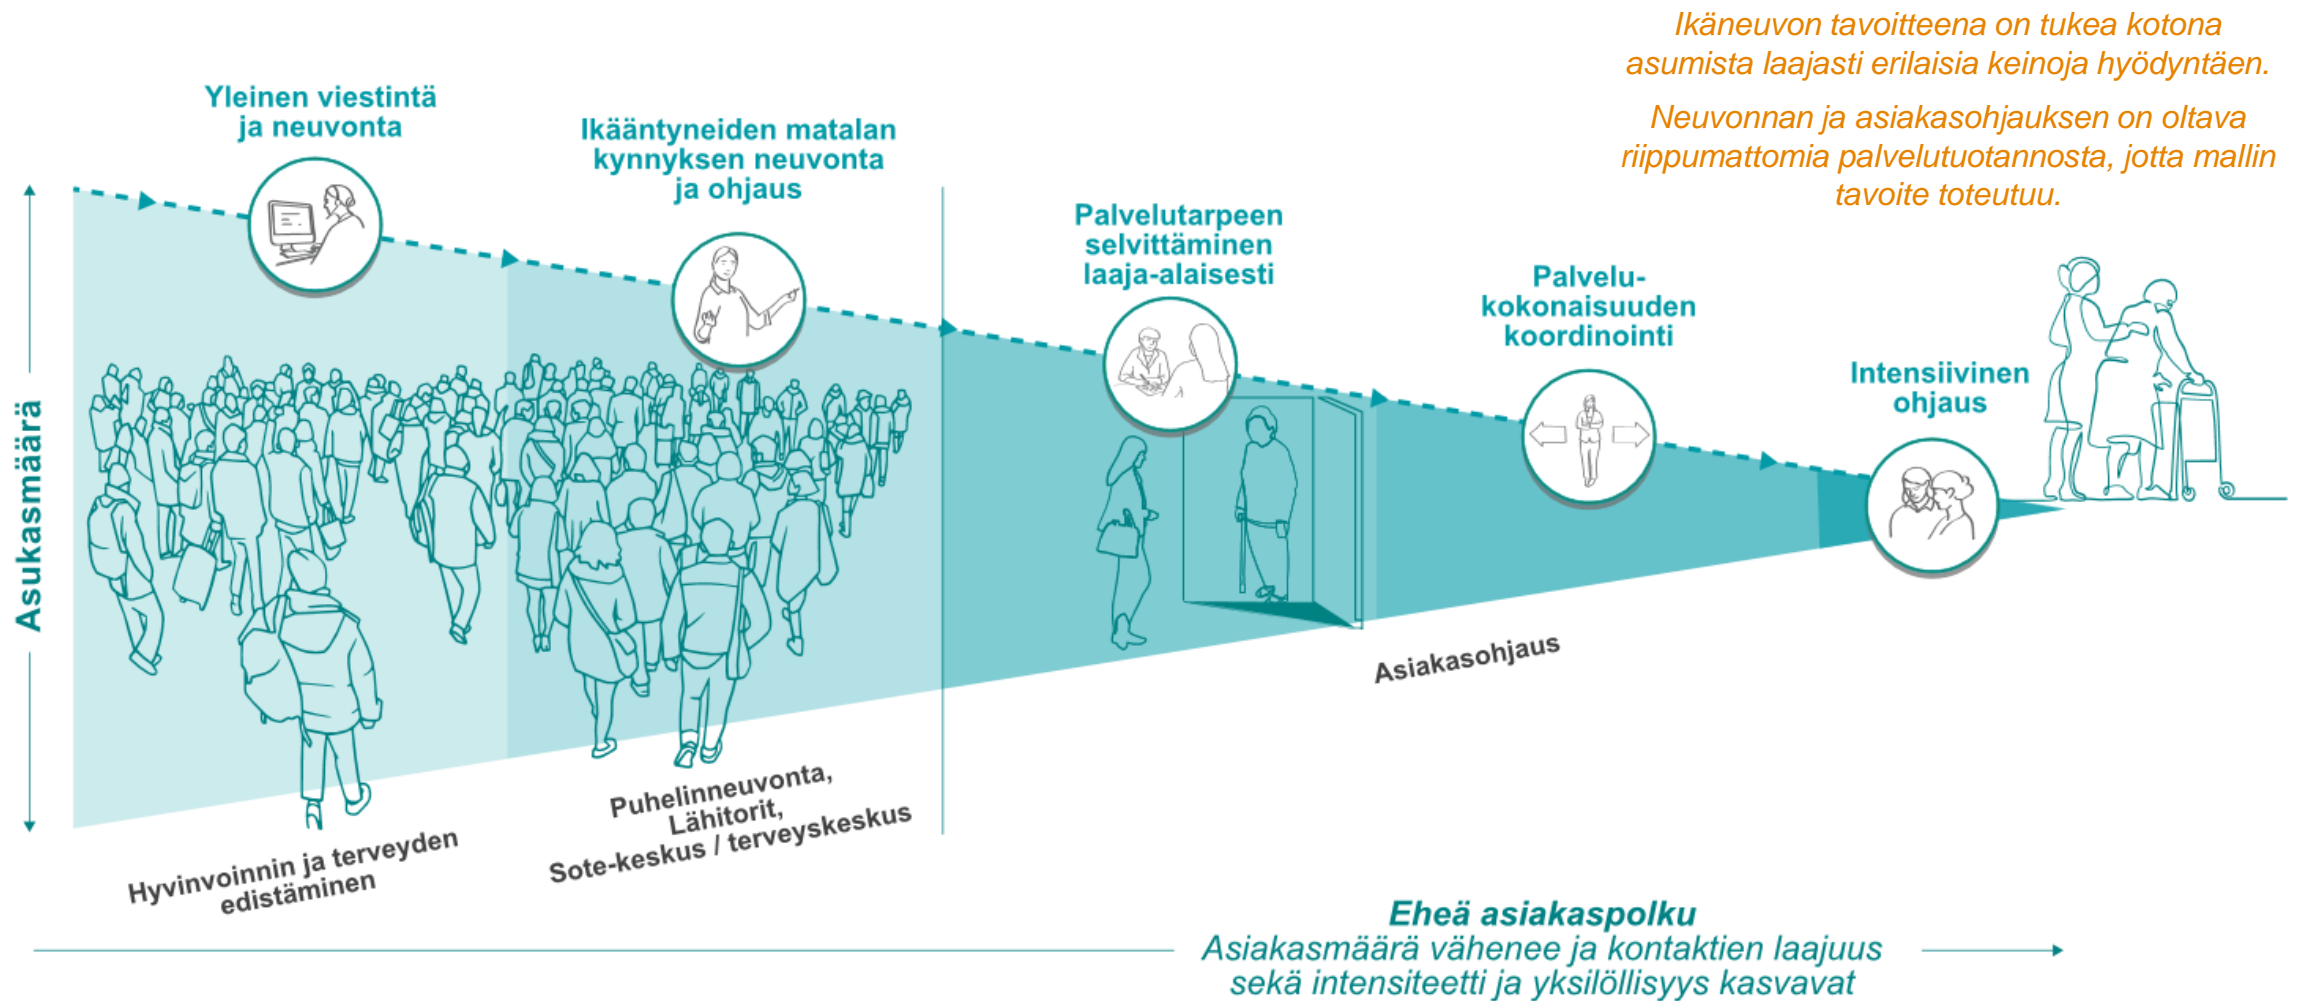 Ikäneuvon tavoitteena on tukea kotona
asumista laajasti erilaisia keinoja hyödyntäen.
Neuvonnan ja asiakasohjauksen on oltava
riippumattomia palvelutuotannosta, jotta mallin
tavoite toteutuu.
Yleinen viestintä
ja neuvonta
Ikääntyneiden matalan
kynnyksen neuvonta
ja ohjaus
Palvelutarpeen
selvittäminen
laaja-alaisesti
Palvelu-
kokonaisuuden
koordinointi
Intensiivinen
ohjaus
Asukasmäärä
Hyvinvoinnin ja terveyden
edistäminen
Puhelinneuvonta,
Lähitorit,
Sote-keskus / terveyskeskus
Asiakasohjaus
Eheä asiakaspolku
Asiakasmäärä vähenee ja kontaktien laajuus
sekä intensiteetti ja yksilöllisyys kasvavat